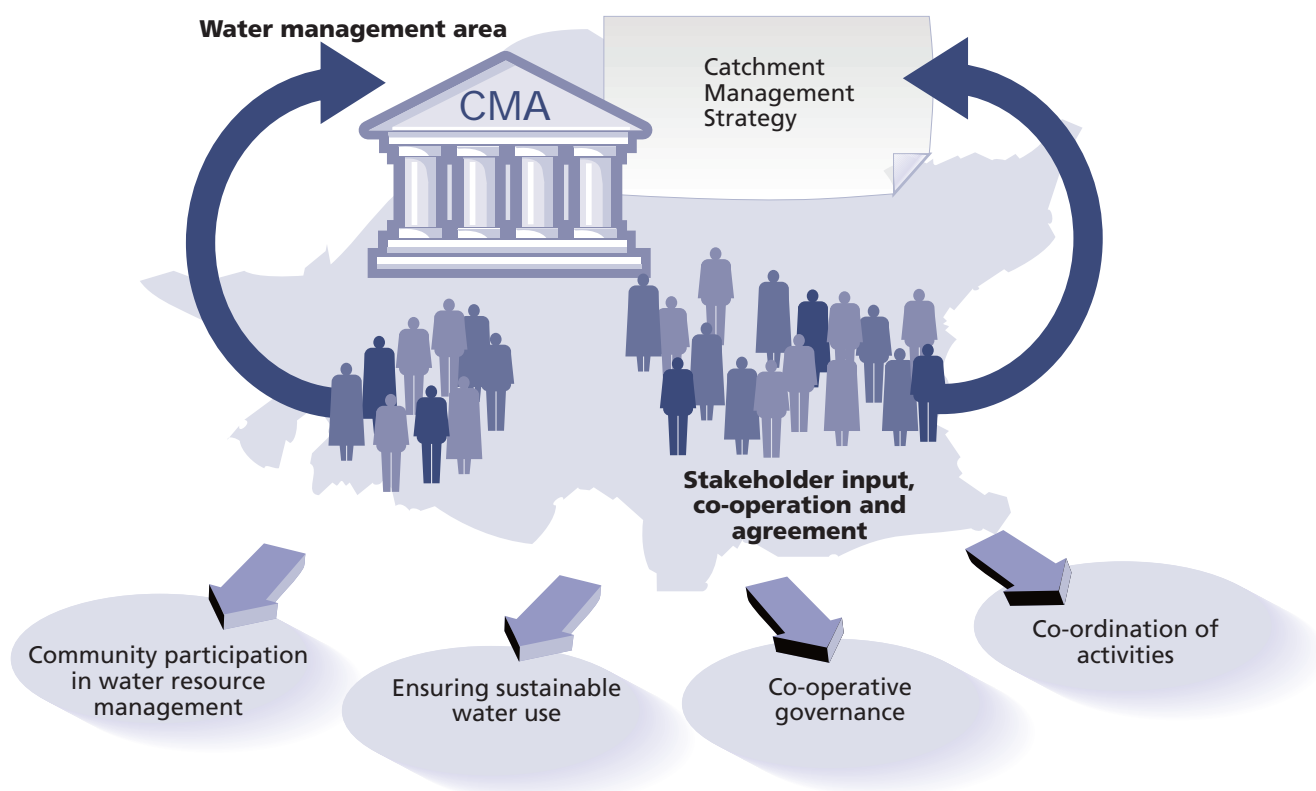 Water management area
CMA
Catchment
Management
Strategy
Stakeholder input,
co-operation and
agreement
Community participation
in water resource
management
Ensuring sustainable
water use
Co-operative
governance
Co-ordination of
activities